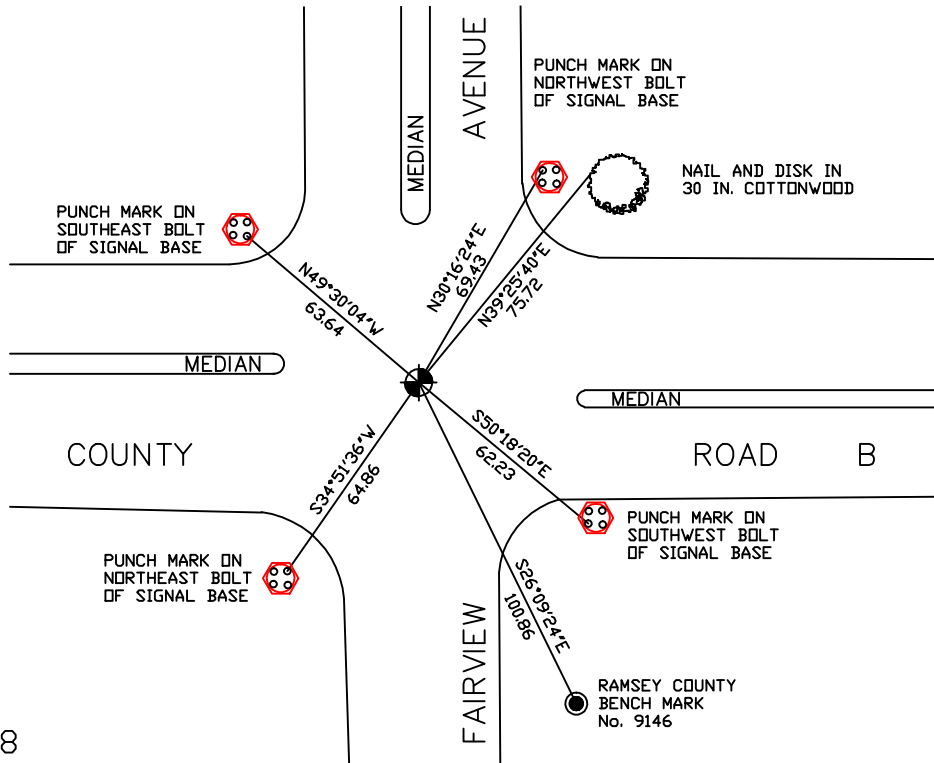 AVENUE
PUNCH MARK ON
NORTHWEST BOLT
OF SIGNAL BASE
MEDIAN
NAIL AND DISK IN
30 IN. COTTONWOOD
PUNCH MARK ON
SOUTHEAST BOLT
OF SIGNAL BASE
N30°16'24"E
69.43
N39°25'40"E
75.72
N49°30'04"W
63.64
MEDIAN
MEDIAN
COUNTY
ROAD B
S50°18'20"E
62.23
S34°51'36"W
64.86
PUNCH MARK ON
SOUTHWEST BOLT
OF SIGNAL BASE
PUNCH MARK ON
NORTHEAST BOLT
OF SIGNAL BASE
S26°09'24"E
100.86
FAIRVIEW
RAMSEY COUNTY
BENCH MARK
No. 9146
8